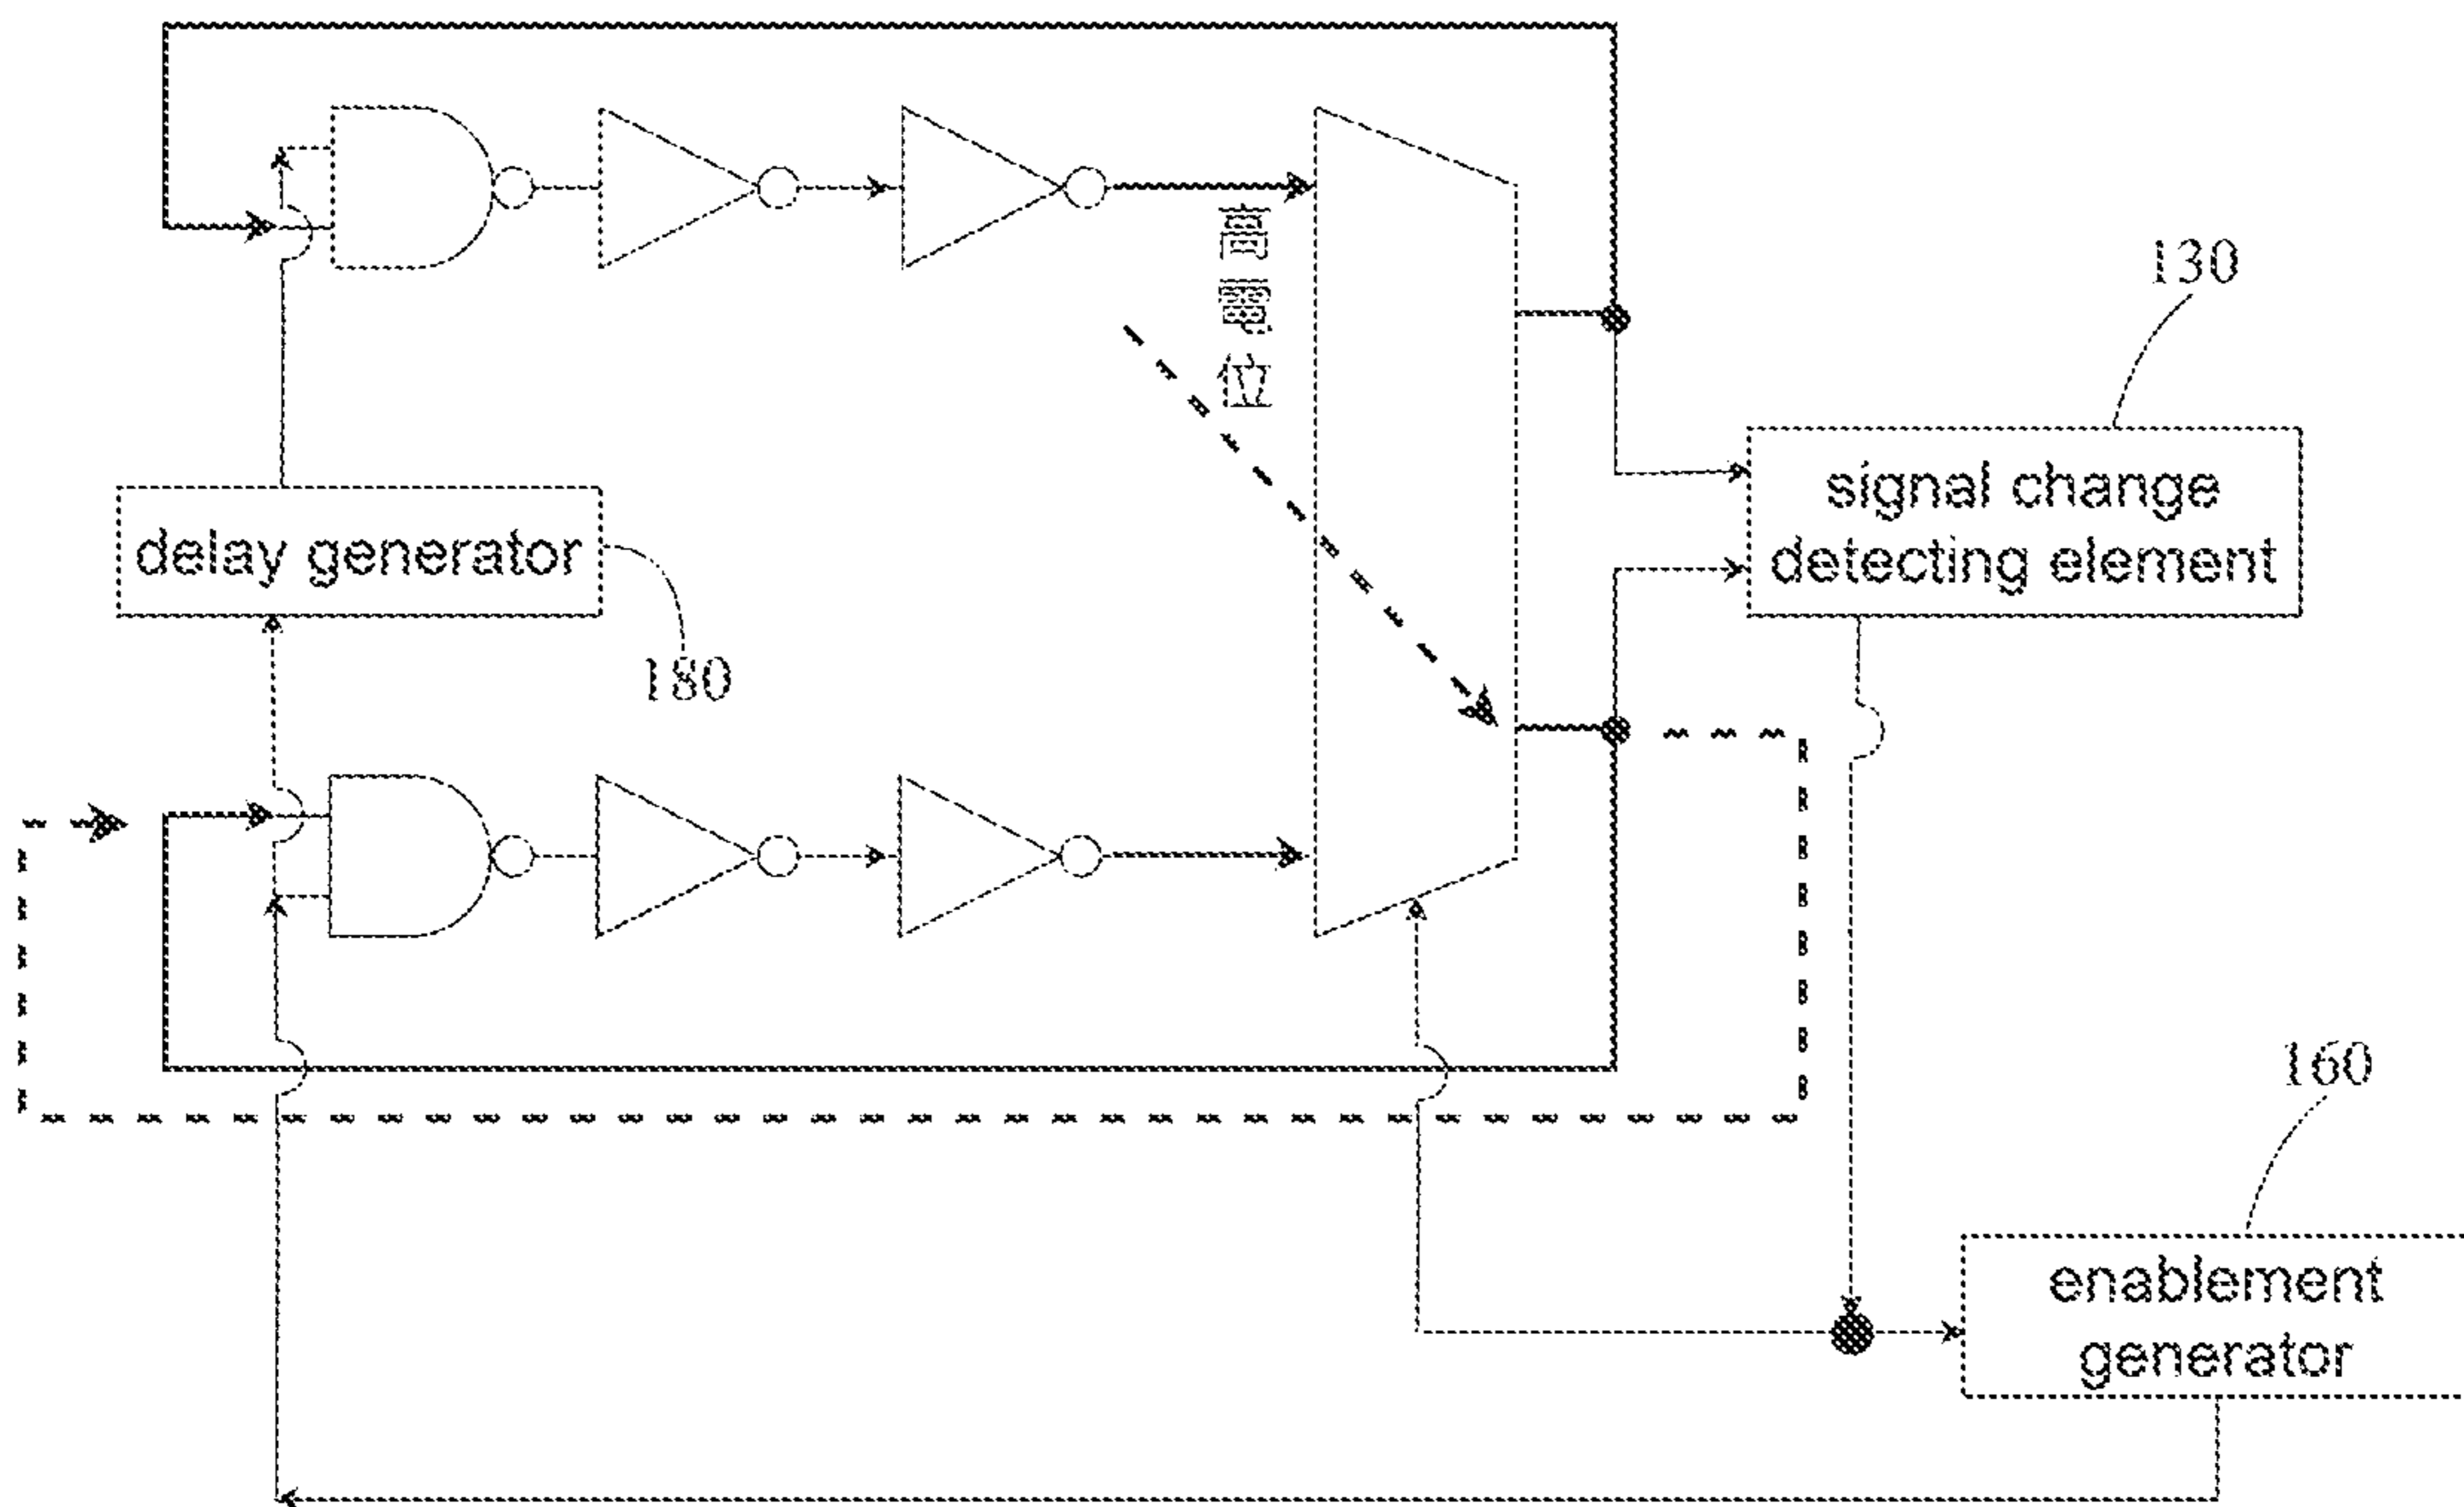 高電位
130
signal change
detecting element
delay generator
180
160
enablement
generator